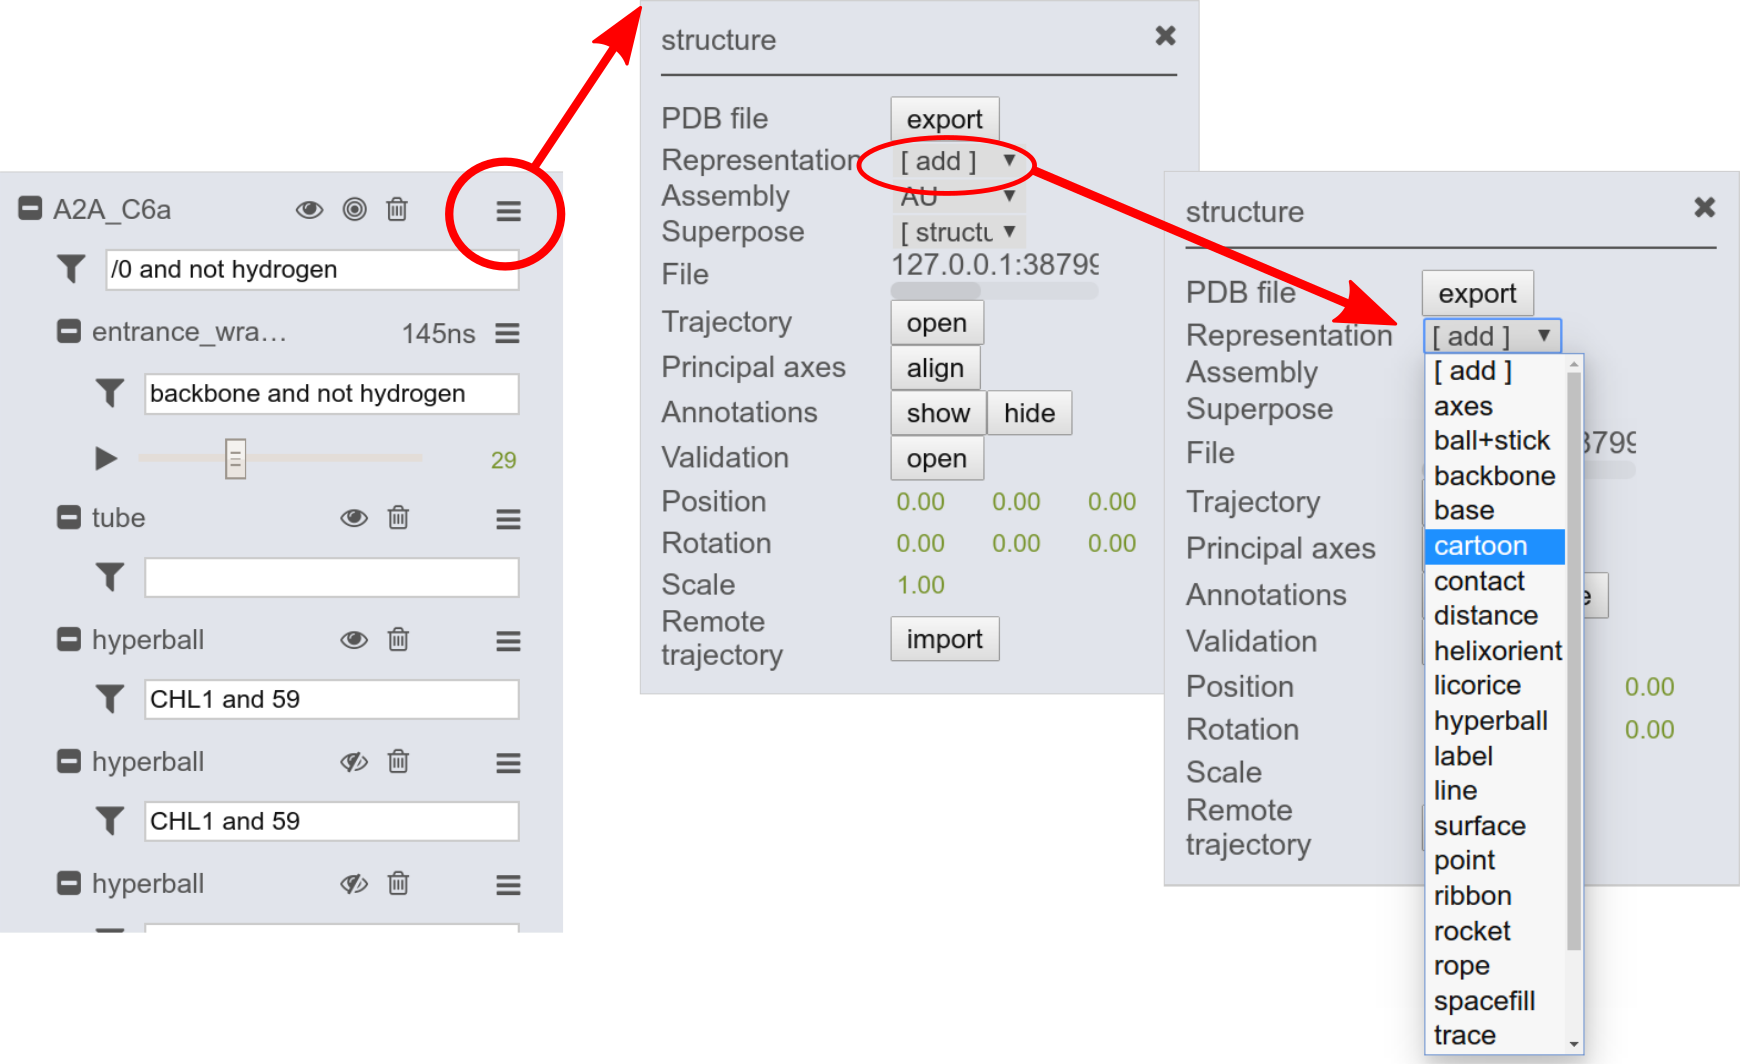 A2A_C6a
/0 and not hydrogen
entrance_wra... 145ns
backbone and not hydrogen
29
tube
hyperball
CHL1 and 59
hyperball
CHL1 and 59
hyperball
structure
PDB file export
Representation [ add ]
Assembly AU
Superpose [ structu
File 127.0.0.1:38799
Trajectory open
Principal axes align
Annotations show hide
Validation open
Position 0.00 0.00 0.00
Rotation 0.00 0.00 0.00
Scale 1.00
Remote
trajectory import
structure
PDB file export
Representation [ add ]
Assembly
Superpose
File 3799
Trajectory
Principal axes
Annotations e
Validation
Position 0.00
Rotation 0.00
Scale
Remote
trajectory
[ add ]
axes
ball+stick
backbone
base
cartoon
contact
distance
helixorient
licorice
hyperball
label
line
surface
point
ribbon
rocket
rope
spacefill
trace